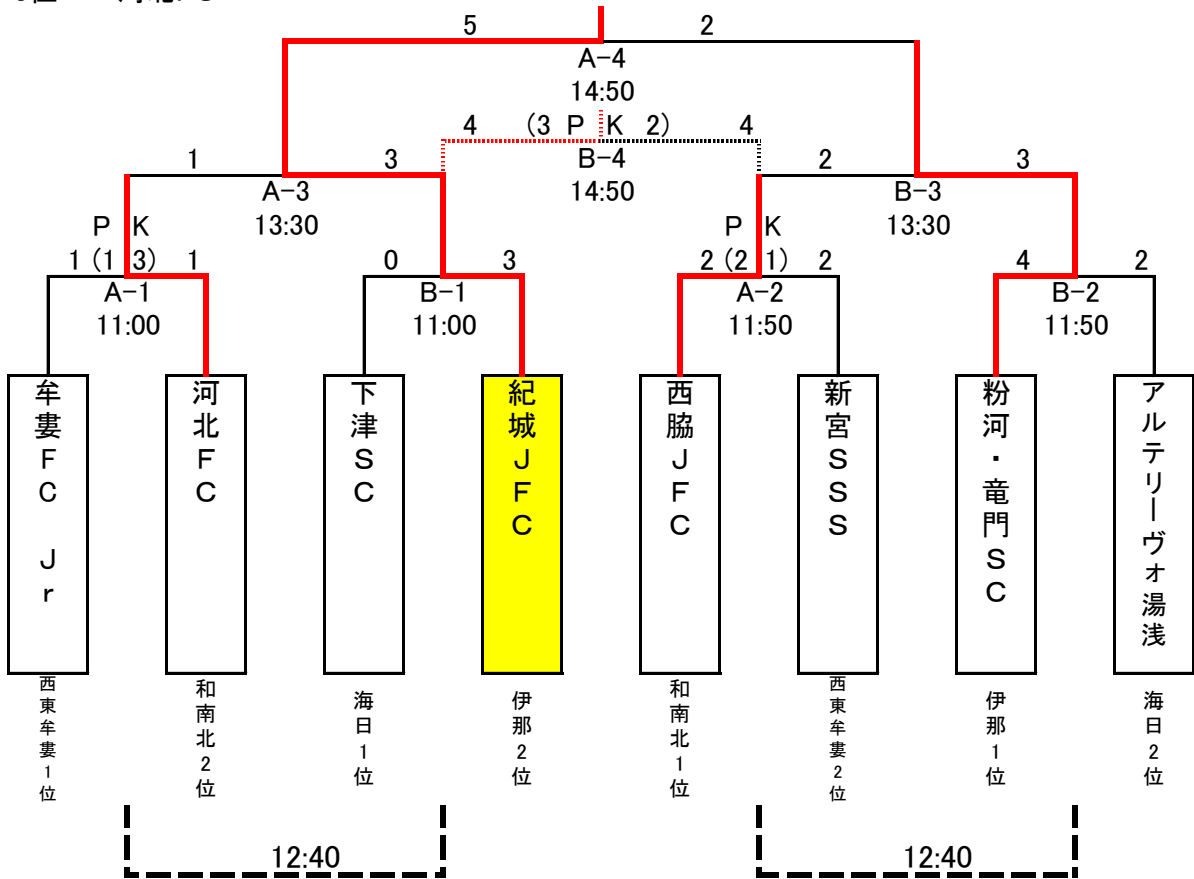 5 2
A-4
14:50
4 (3 P K 2) 4
B-4
14:50
1 3
A-3
13:30
2 3
B-3
13:30
P K
1 (1 3) 1
A-1
11:00
0 3
B-1
11:00
P K
2 (2 1) 2
A-2
11:50
4 2
B-2
11:50
牟婁FC Jr
河北FC
下津SC
紀城JFC
西脇JFC
新宮SSS
粉河・竜門SC
アルテリーヴォ湯浅
西東牟婁1位
和南北2位
海日1位
伊那2位
和南北1位
西東牟婁2位
伊那1位
海日2位
12:40
12:40